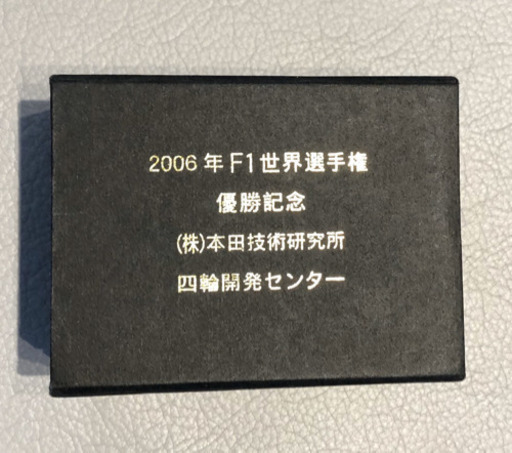 2006年F1世界選手権
優勝記念
(株)本田技術研究所
四輪開発センター